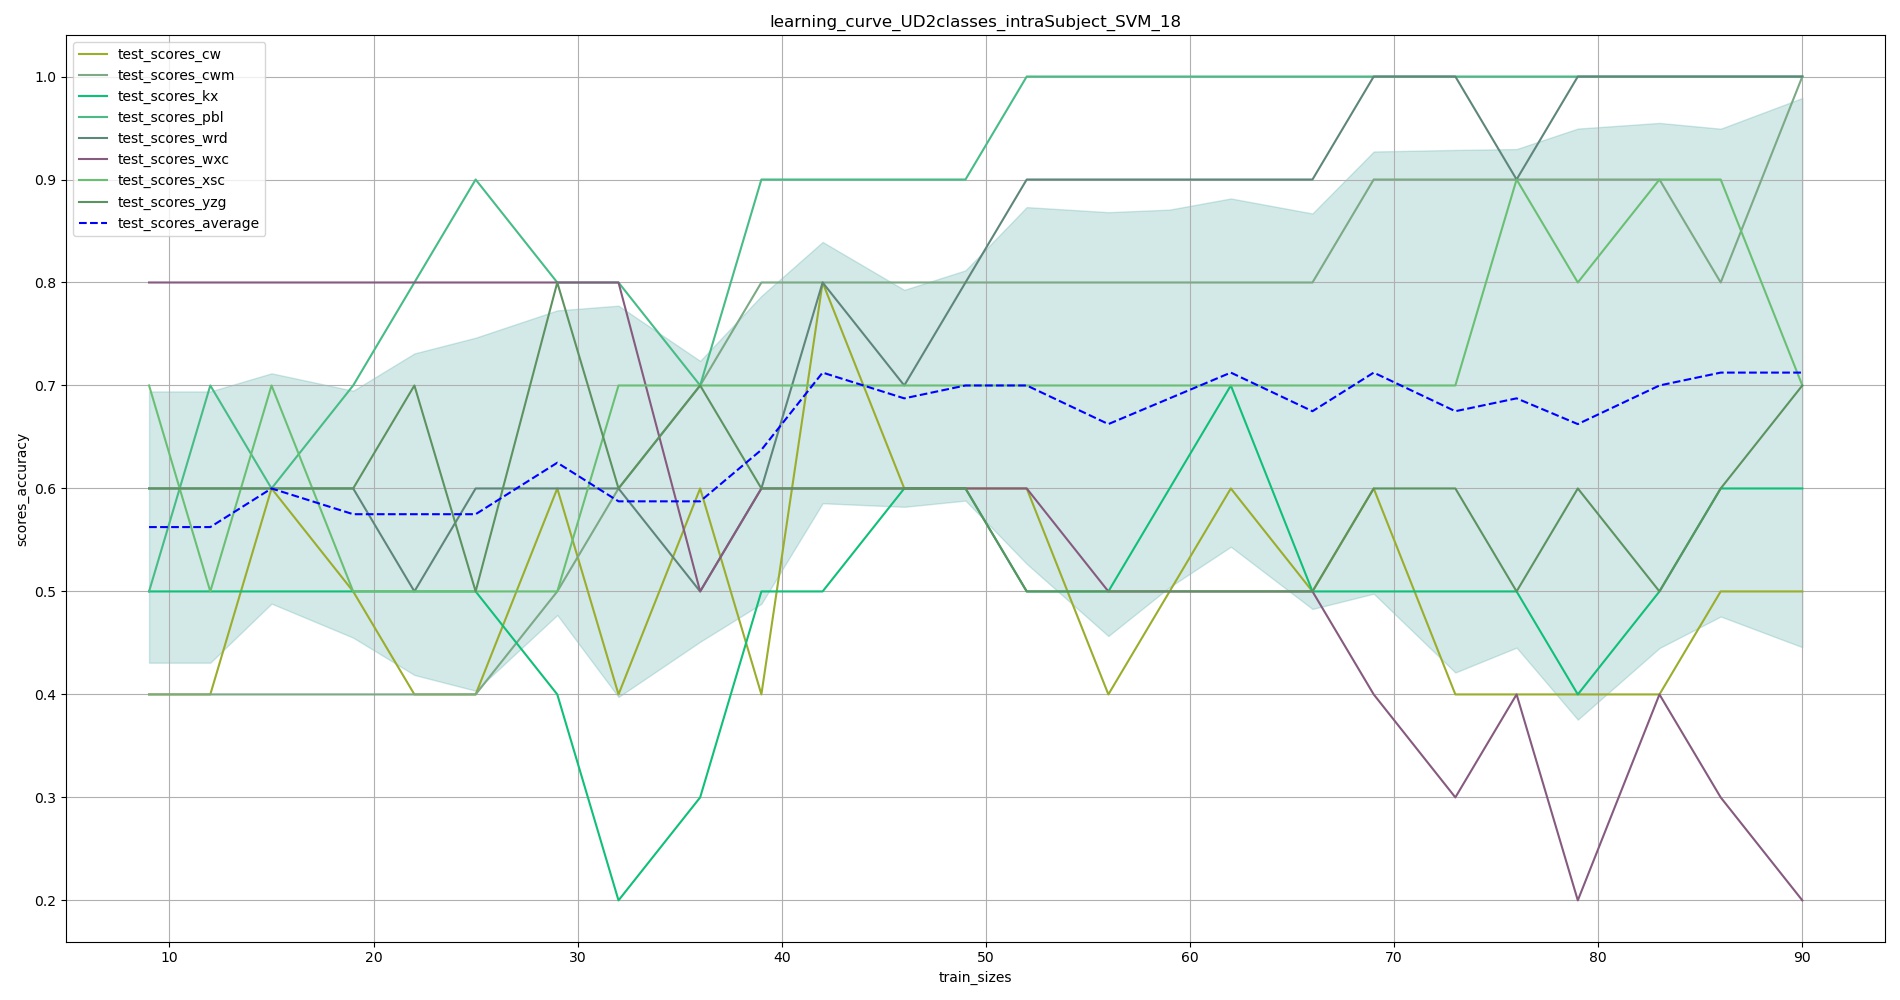 learning_curve_UD2classes_intraSubject_SVM_18
test_scores_cw
test_scores_cwm
test_scores_kx
test_scores_pbl
test_scores_wrd
test_scores_wxc
test_scores_xsc
test_scores_yzg
test_scores_average
scores_accuracy
1.0
0.9
0.8
0.7
0.6
0.5
0.4
0.3
0.2
10 20 30 40 50 60 70 80 90
train_sizes